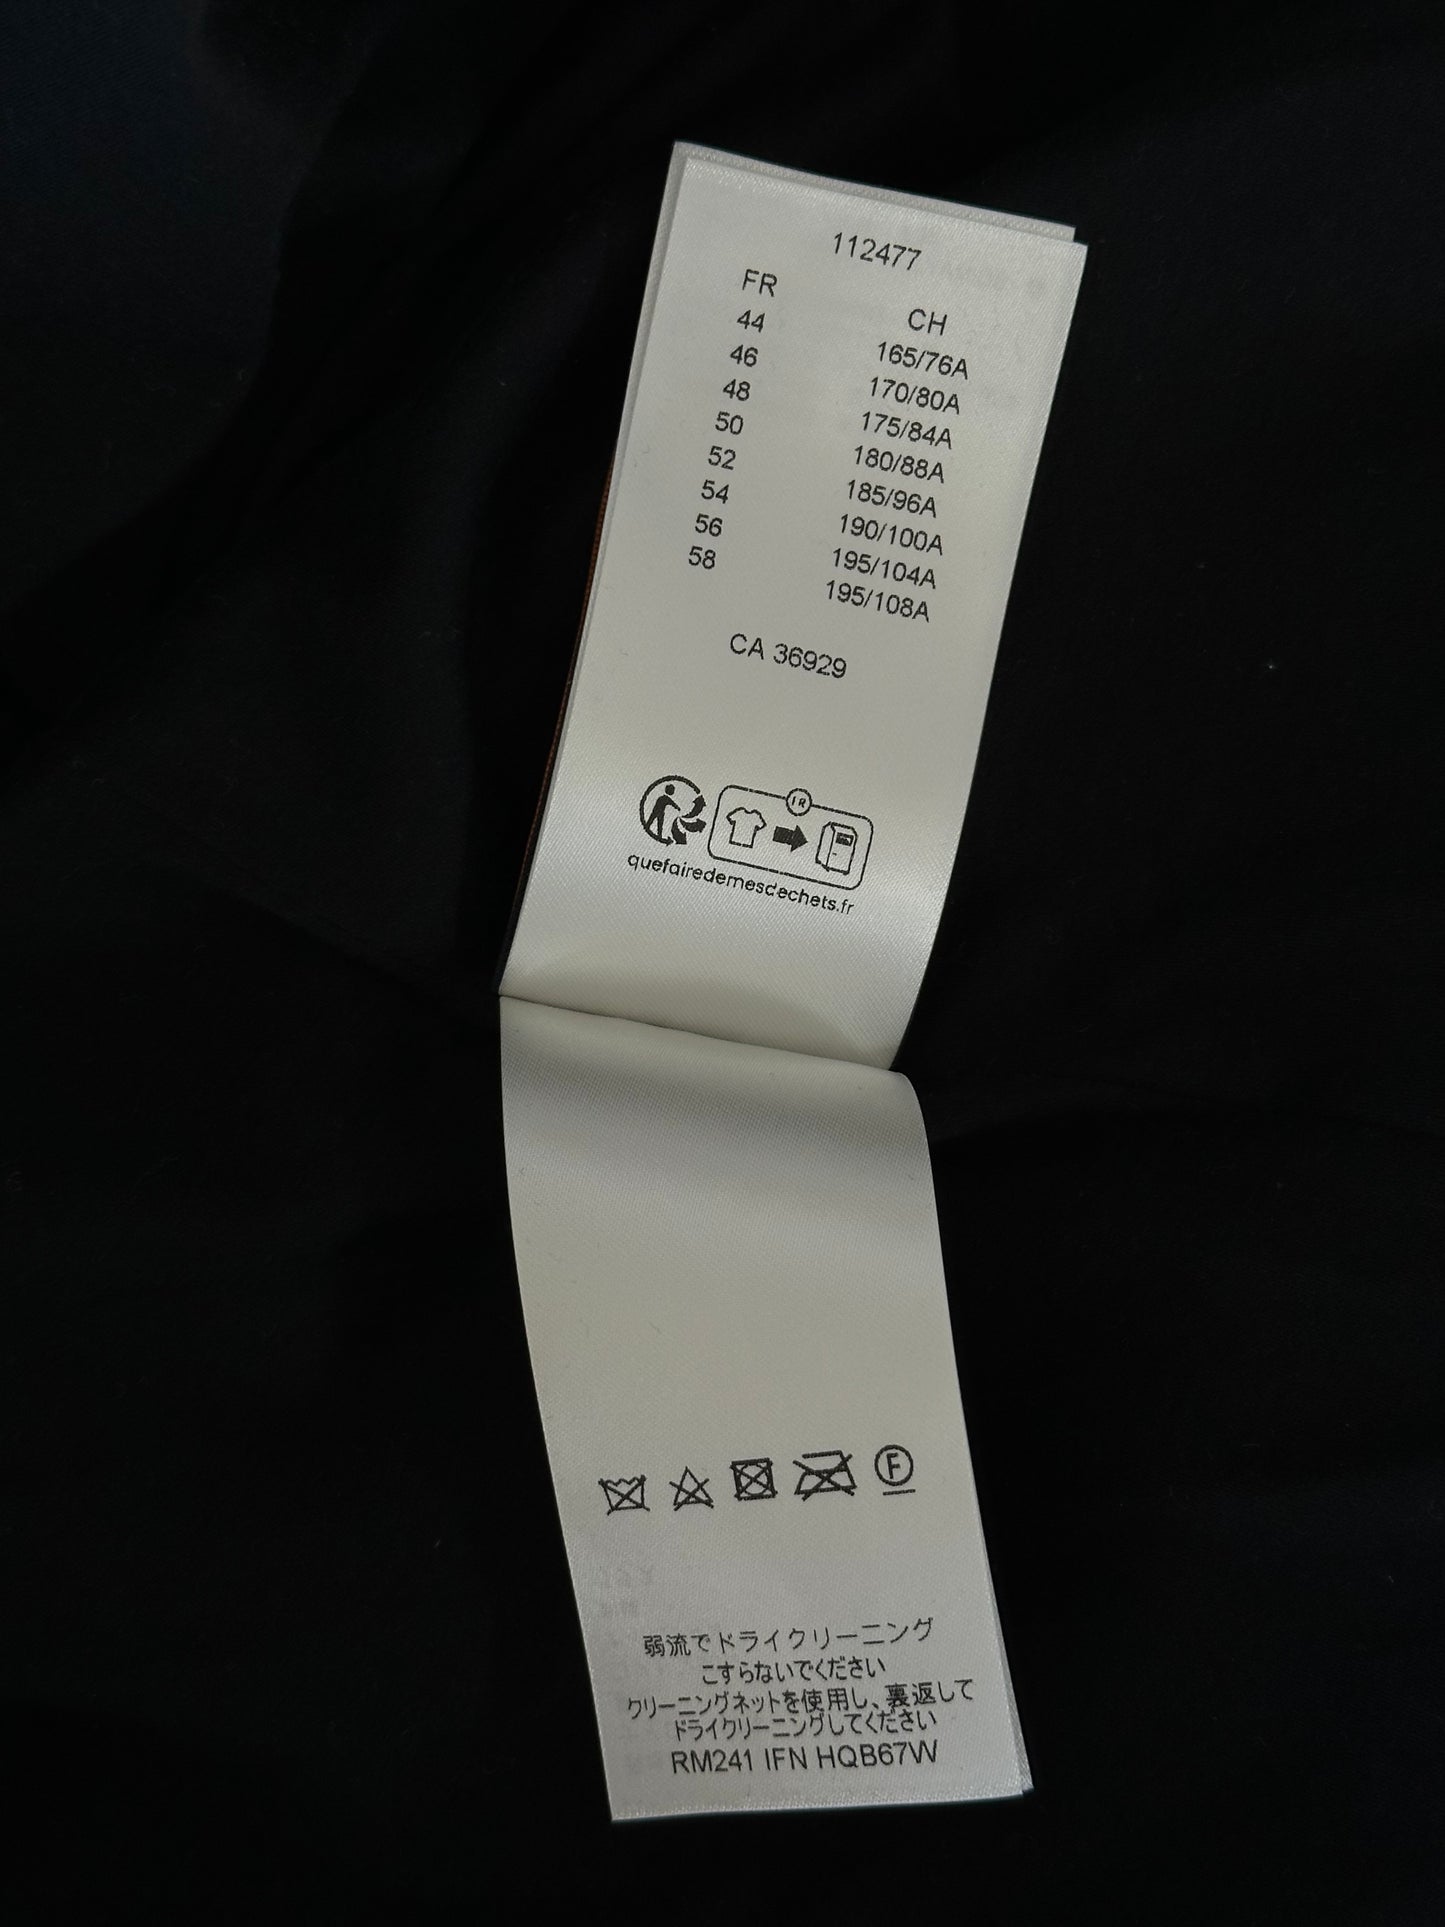 112477
FR CH
44 165/76A
46 170/80A
48 175/84A
50 180/88A
52 185/96A
54 190/100A
56 195/104A
58 195/108A
CA 36929
FR
quefairedemesdechets.fr
F
弱流でドライクリーニング
こすらないでください
クリーニングネットを使用し、裏返して
ドライクリーニングしてください
RM241 IFN HQB67W